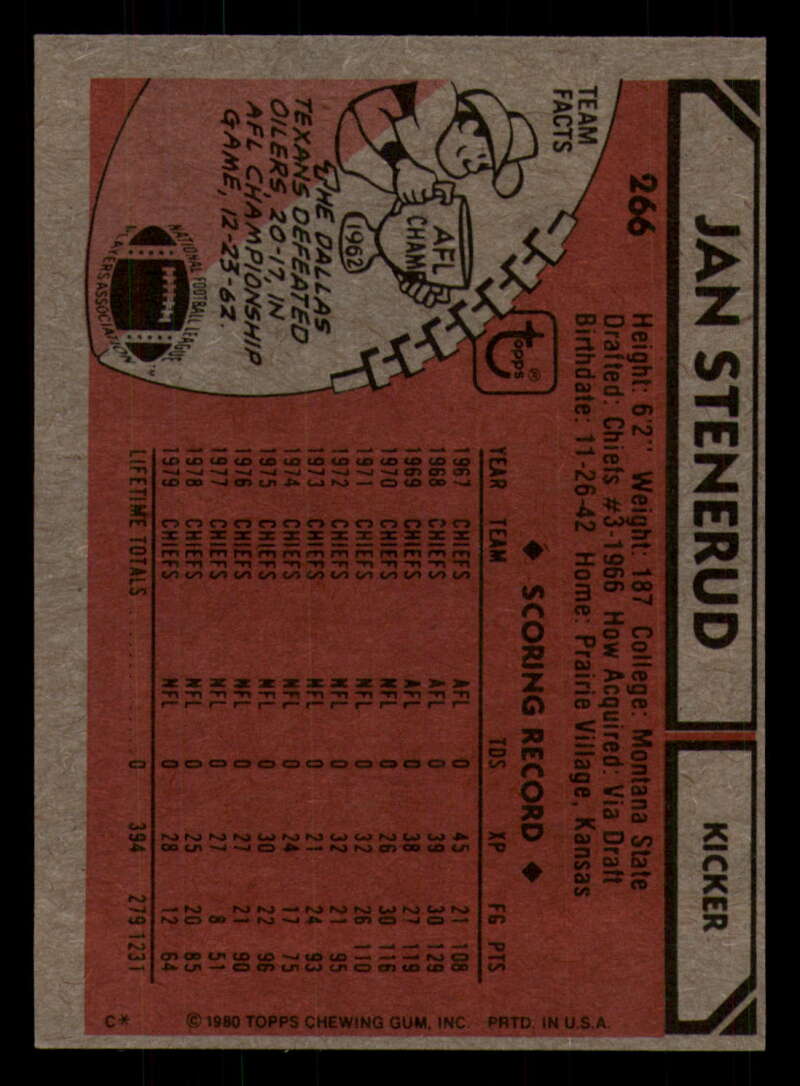 JAN STENERUD KICKER
266
Height: 6'2" Weight: 187 College: Montana State
Drafted: Chiefs #3-1966 How Acquired: Via Draft
Birthdate: 11-26-42 Home: Prairie Village, Kansas
TEAM
FACTS
AFL
CHAMP
1962
THE DALLAS
TEXANS DEFEATED
OILERS, 20-17, IN
AFL CHAMPIONSHIP
GAME, 12-23-62.
topps®
NATIONAL FOOTBALL LEAGUE
PLAYERS ASSOCIATION
™
◆ SCORING RECORD ◆
YEAR TEAM TDS XP FG PTS
1967 CHIEFS AFL 0 45 21 108
1968 CHIEFS AFL 0 39 30 129
1969 CHIEFS AFL 0 38 27 119
1970 CHIEFS NFL 0 26 30 116
1971 CHIEFS NFL 0 32 26 110
1972 CHIEFS NFL 0 32 21 95
1973 CHIEFS NFL 0 21 24 93
1974 CHIEFS NFL 0 24 17 75
1975 CHIEFS NFL 0 30 22 96
1976 CHIEFS NFL 0 27 21 90
1977 CHIEFS NFL 0 27 8 51
1978 CHIEFS NFL 0 25 20 85
1979 CHIEFS NFL 0 28 12 64
LIFETIME TOTALS .......... 0 394 279 1231
C* © 1980 TOPPS CHEWING GUM, INC. PRTD. IN U.S.A.